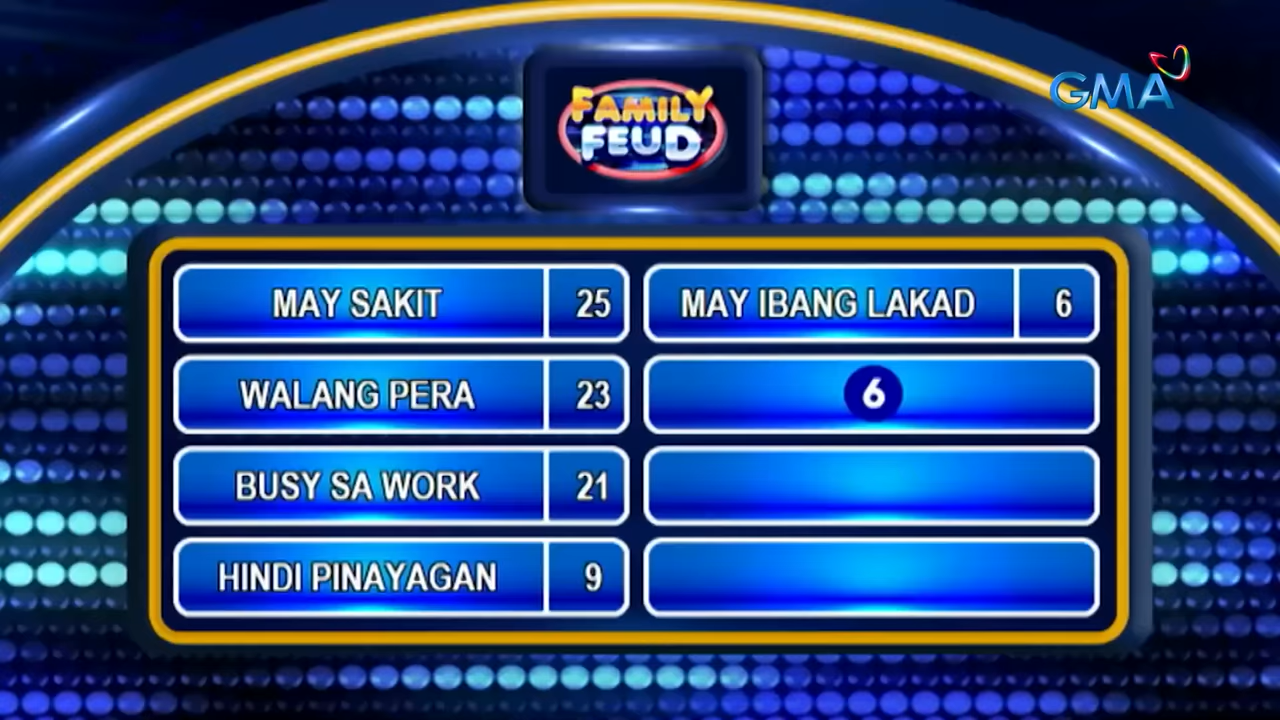 FAMILY
FEUD
GMA
MAY SAKIT 25
WALANG PERA 23
BUSY SA WORK 21
HINDI PINAYAGAN 9
MAY IBANG LAKAD 6
6